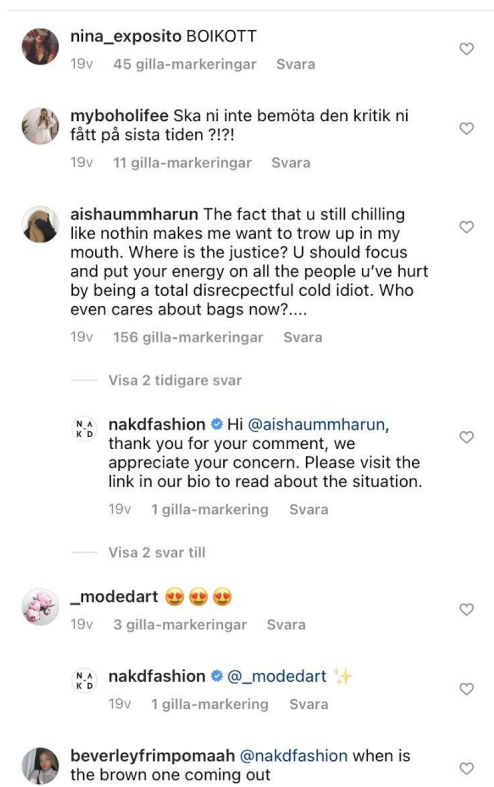 nina_exposito BOIKOTT
19v 45 gilla-markeringar Svara
myboholifee Ska ni inte bemöta den kritik ni
fått på sista tiden ?!?!
19v 11 gilla-markeringar Svara
aishaummharun The fact that u still chilling
like nothin makes me want to trow up in my
mouth. Where is the justice? U should focus
and put your energy on all the people u’ve hurt
by being a total disrecpectful cold idiot. Who
even cares about bags now?....
19v 156 gilla-markeringar Svara
Visa 2 tidigare svar
N A
K D
nakdfashion Hi @aishaummharun,
thank you for your comment, we
appreciate your concern. Please visit the
link in our bio to read about the situation.
19v 1 gilla-markering Svara
Visa 2 svar till
_modedart 😍😍😍
19v 3 gilla-markeringar Svara
N A
K D
nakdfashion @_modedart ✨
19v 1 gilla-markering Svara
beverleyfrimpomaah @nakdfashion when is
the brown one coming out